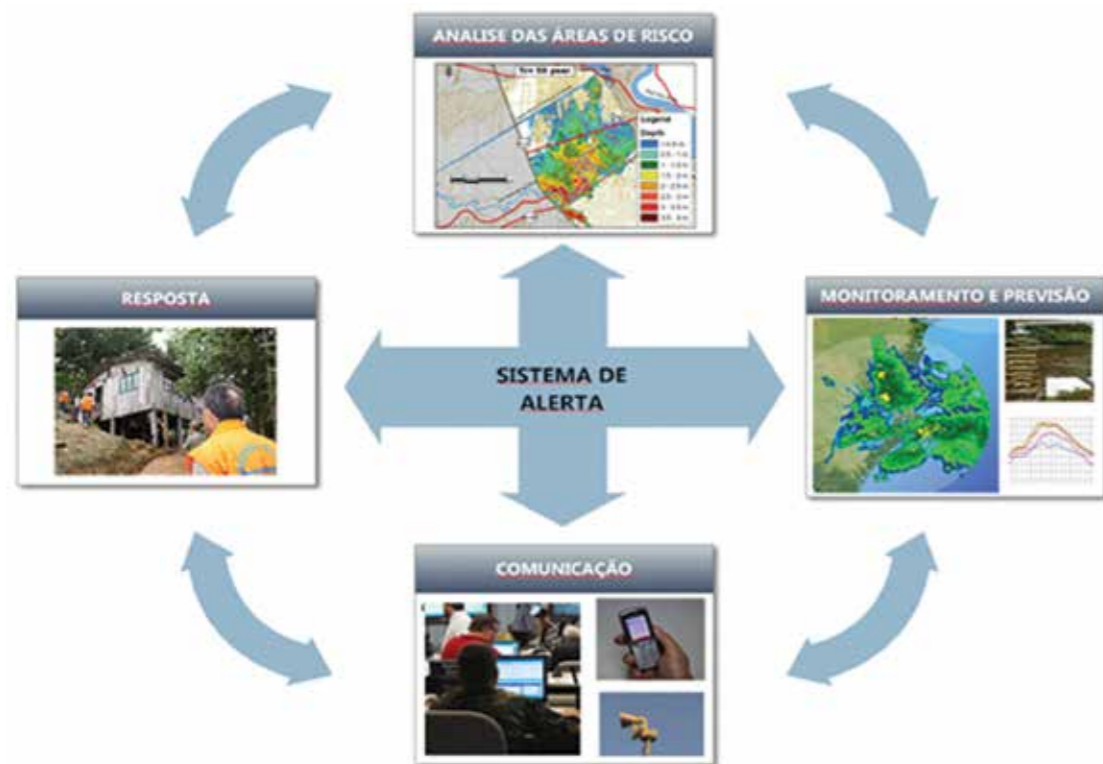 ANALISE DAS ÁREAS DE RISCO
Legend
Depth
RESPOSTA
MONITORAMENTO E PREVISÃO
SISTEMA DE
ALERTA
COMUNICAÇÃO